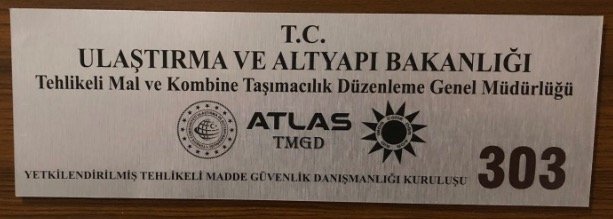 T.C.
ULAŞTIRMA VE ALTYAPI BAKANLIĞI
Tehlikeli Mal ve Kombine Taşımacılık Düzenleme Genel Müdürlüğü
ATLAS
TMGD
YETKİLENDİRİLMİŞ TEHLİKELİ MADDE GÜVENLİK DANIŞMANLIĞI KURULUŞU 303